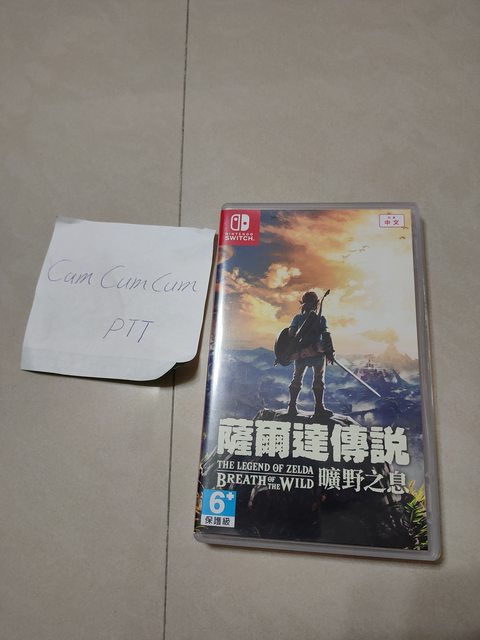 Cum Cum Cum
PTT
NINTENDO
SWITCH
中文
薩爾達傳說
THE LEGEND OF ZELDA
BREATH OF THE WILD 曠野之息
6+
保護級